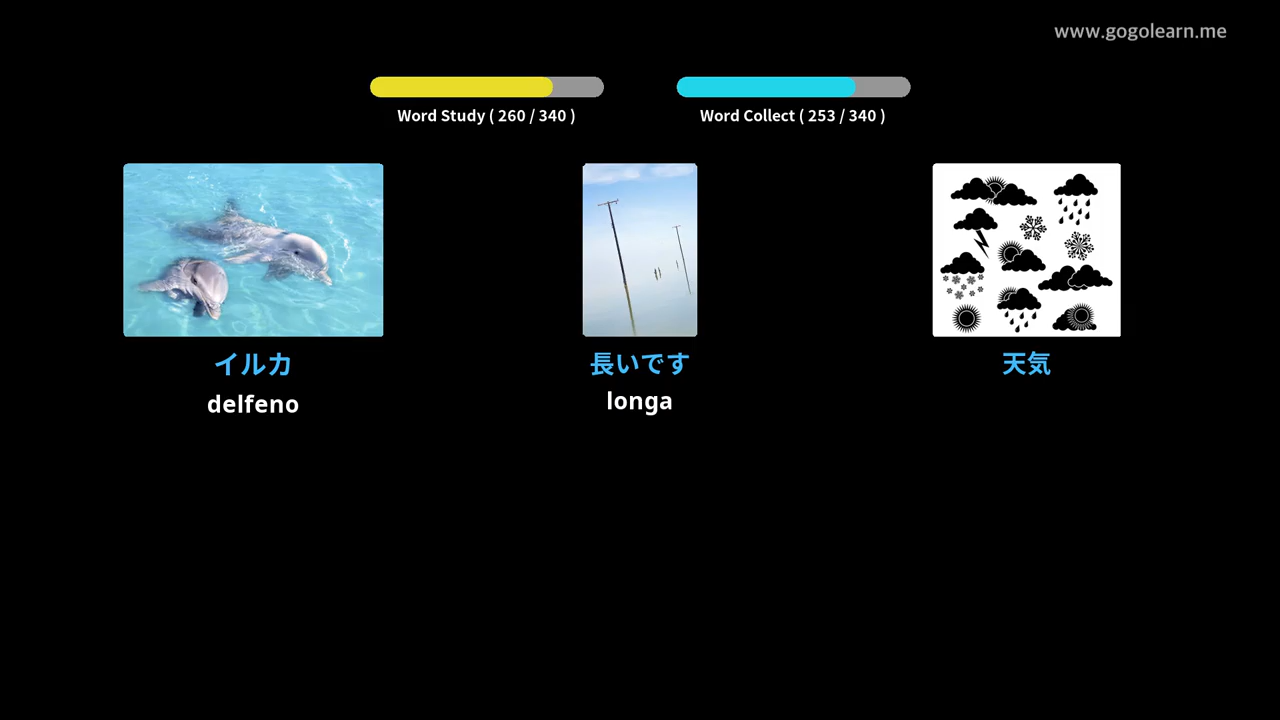 www.gogolearn.me
Word Study ( 260 / 340 )
Word Collect ( 253 / 340 )
イルカ
delfeno
長いです
longa
天気